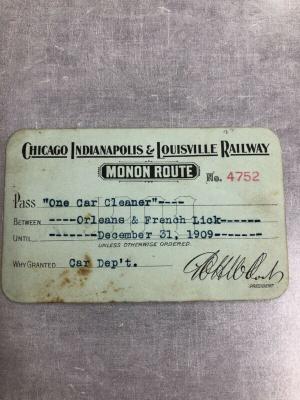 CHICAGO INDIANAPOLIS & LOUISVILLE RAILWAY
MONON ROUTE No. 4752
Pass "One Car Cleaner"----
BETWEEN ----Orleans & French Lick------
UNTIL -------December 31, 1909-------
UNLESS OTHERWISE ORDERED.
WHY GRANTED Car Dep't.
PRESIDENT